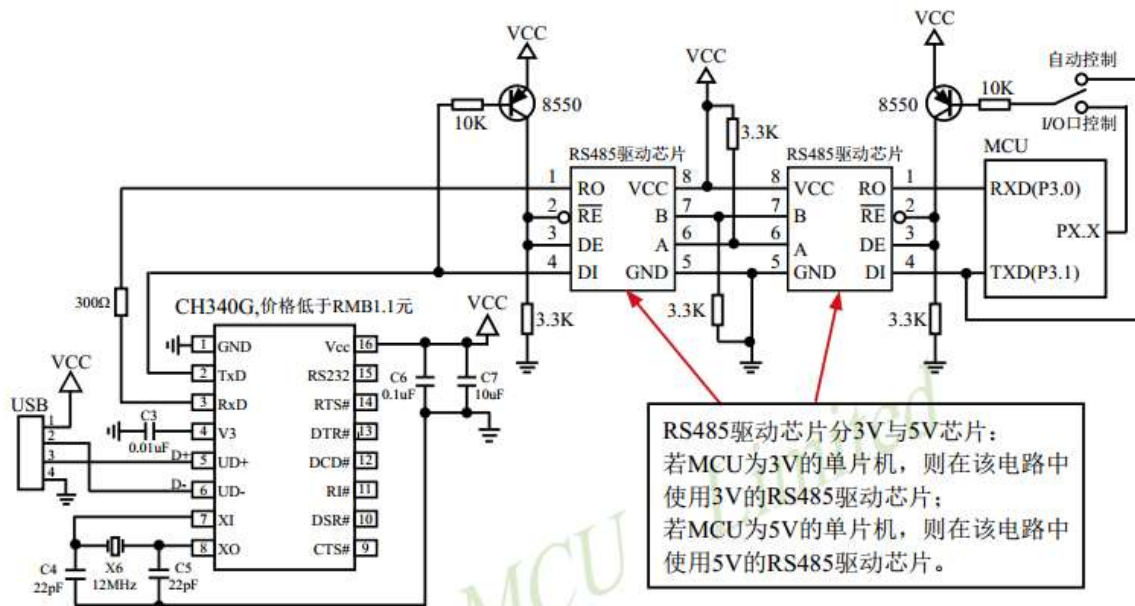 VCC
VCC
VCC
自动控制
8550
10K
8550
10K
I/O口控制
MCU
3.3K
RS485驱动芯片
RS485驱动芯片
1 RO VCC 8
2 RE B 7
3 DE A 6
4 DI GND 5
8 VCC RO 1
7 B RE 2
6 A DE 3
5 GND DI 4
RXD(P3.0)
PX.X
TXD(P3.1)
300Ω
3.3K
3.3K
3.3K
CH340G,价格低于RMB1.1元
VCC
1 GND Vcc 16
2 TxD RS232 15
3 RxD RTS# 14
4 V3 DTR# 13
5 UD+ DCD# 12
6 UD- RI# 11
7 XI DSR# 10
8 XO CTS# 9
C6
0.1uF
C7
10uF
VCC
USB
1
2
3
4
C3
0.01uF
D+
D-
C4
22pF
X6
12MHz
C5
22pF
RS485驱动芯片分3V与5V芯片：
若MCU为3V的单片机，则在该电路中
使用3V的RS485驱动芯片；
若MCU为5V的单片机，则在该电路中
使用5V的RS485驱动芯片。
MCU Limited